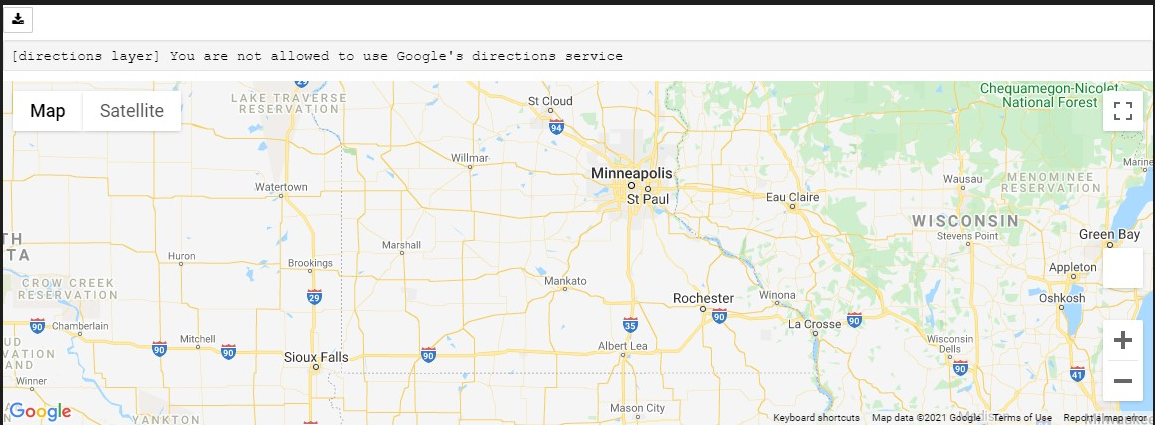 [directions layer] You are not allowed to use Google's directions service
Map
Satellite
LAKE TRAVERSE
RESERVATION
St Cloud
94
Chequamegon-Nicolet
National Forest
Willmar
Minneapolis
St Paul
Watertown
Eau Claire
Wausau
MENOMINEE
RESERVATION
Marine
WISCONSIN
Stevens Point
Green Bay
TH
TA
Huron
Marshall
Brookings
CROW CREEK
RESERVATION
29
Mankato
Rochester
90
Winona
Appleton
Oshkosh
90
Chamberlain
Mitchell
90
90
Sioux Falls
90
35
Albert Lea
La Crosse
90
Wisconsin
Dells
90
41
UD
VATION
AND
Winner
Google
YANKTON
Mason City
Keyboard shortcuts
Map data ©2021 Google
Terms of Use
Report a map error